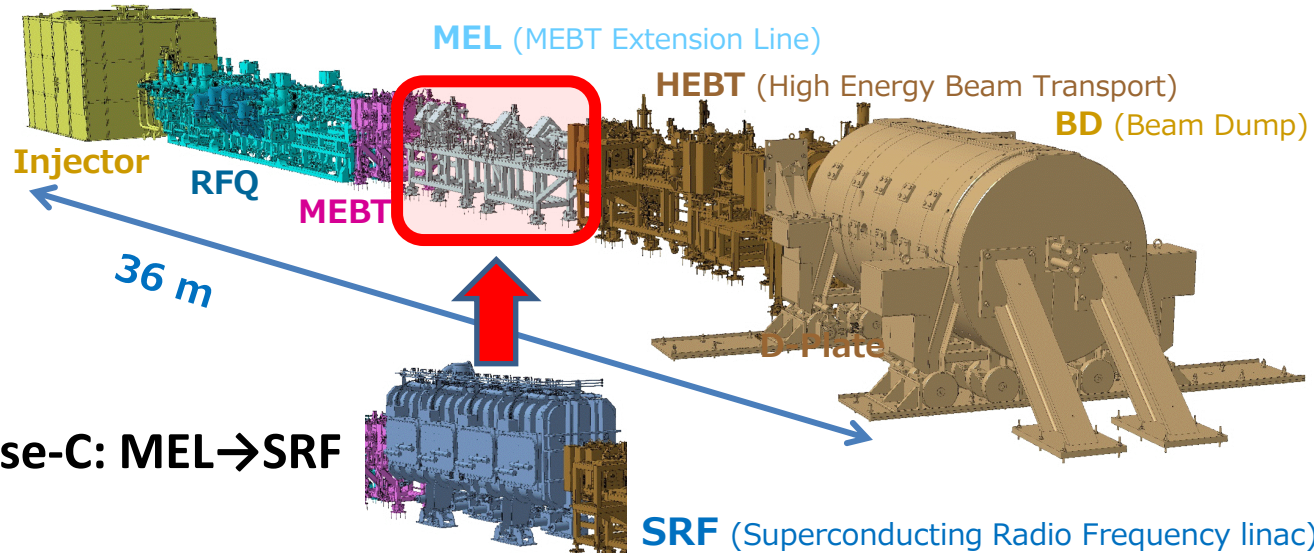 MEL (MEBT Extension Line)
HEBT (High Energy Beam Transport)
BD (Beam Dump)
Injector
RFQ
MEBT
36 m
D-Plate
se-C: MEL→SRF
SRF (Superconducting Radio Frequency linac)